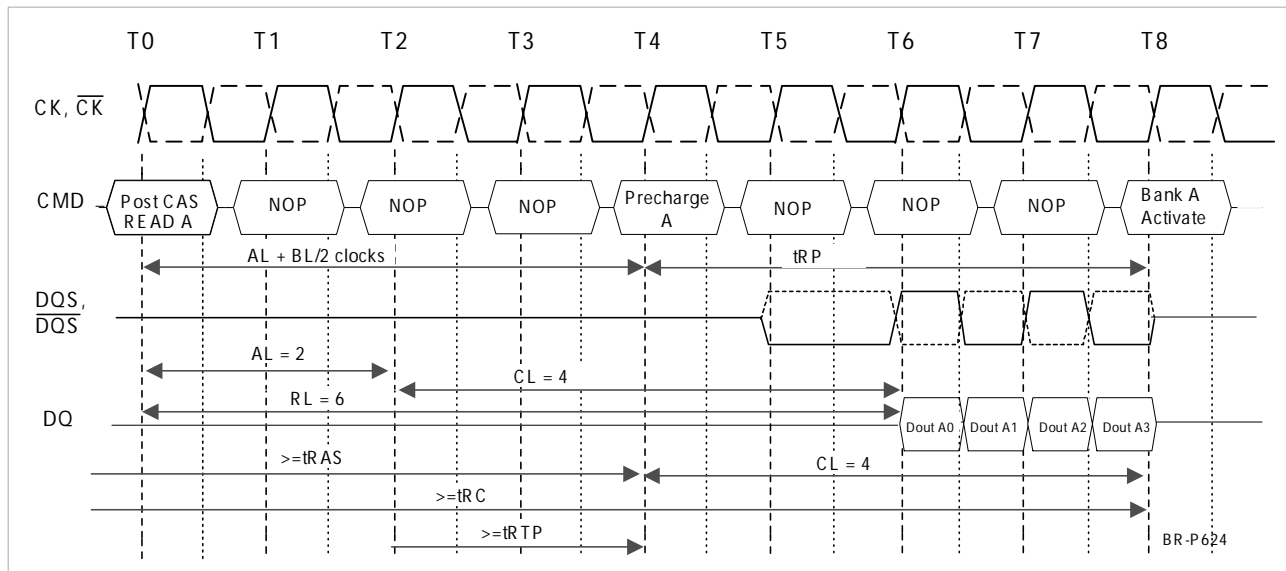 T0 T1 T2 T3 T4 T5 T6 T7 T8
CK, CK
CMD
Post CAS
READ A
NOP
NOP
NOP
Precharge
A
NOP
NOP
NOP
Bank A
Activate
AL + BL/2 clocks
tRP
DQS,
DQS
AL = 2
CL = 4
RL = 6
DQ
Dout A0
Dout A1
Dout A2
Dout A3
>=tRAS
CL = 4
>=tRC
>=tRTP
BR-P624